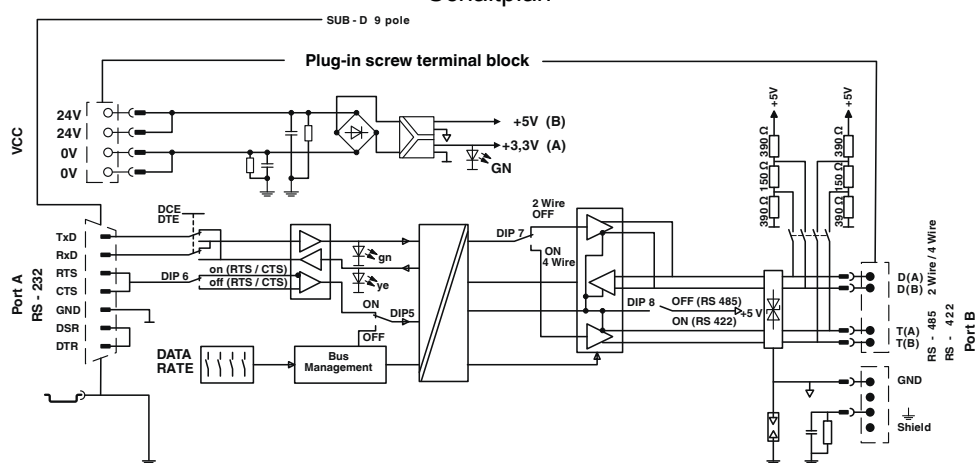 SUB - D 9 pole
Plug-in screw terminal block
VCC
24V
24V
0V
0V
+5V (B)
+3,3V (A)
GN
+5V
+5V
390 Ω
150 Ω
390 Ω
390 Ω
150 Ω
390 Ω
Port A
RS - 232
TxD
RxD
RTS
CTS
GND
DSR
DTR
DCE
DTE
DIP 6
on (RTS / CTS)
off (RTS / CTS)
gn
ye
ON
DIP5
OFF
DATA
RATE
Bus
Management
2 Wire
OFF
DIP 7
ON
4 Wire
DIP 8
OFF (RS 485)
+5 V
ON (RS 422)
D(A)
D(B)
T(A)
T(B)
2 Wire / 4 Wire
RS - 485
RS - 422
Port B
GND
Shield